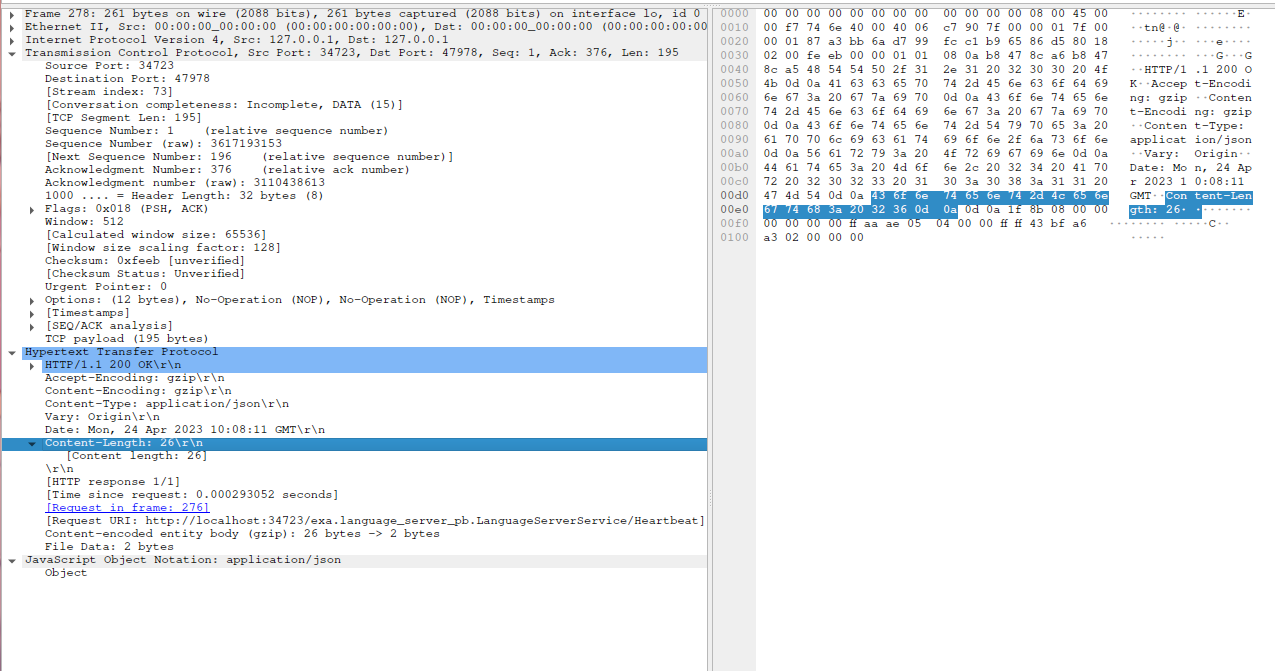 Frame 278: 261 bytes on wire (2088 bits), 261 bytes captured (2088 bits) on interface lo, id 0
Ethernet II, Src: 00:00:00_00:00:00 (00:00:00:00:00:00), Dst: 00:00:00_00:00:00 (00:00:00:00:00
Internet Protocol Version 4, Src: 127.0.0.1, Dst: 127.0.0.1
Transmission Control Protocol, Src Port: 34723, Dst Port: 47978, Seq: 1, Ack: 376, Len: 195
Source Port: 34723
Destination Port: 47978
[Stream index: 73]
[Conversation completeness: Incomplete, DATA (15)]
[TCP Segment Len: 195]
Sequence Number: 1    (relative sequence number)
Sequence Number (raw): 3617193153
[Next Sequence Number: 196    (relative sequence number)]
Acknowledgment Number: 376    (relative ack number)
Acknowledgment number (raw): 3110438613
1000 .... = Header Length: 32 bytes (8)
Flags: 0x018 (PSH, ACK)
Window: 512
[Calculated window size: 65536]
[Window size scaling factor: 128]
Checksum: 0xfeeb [unverified]
[Checksum Status: Unverified]
Urgent Pointer: 0
Options: (12 bytes), No-Operation (NOP), No-Operation (NOP), Timestamps
[Timestamps]
[SEQ/ACK analysis]
TCP payload (195 bytes)
Hypertext Transfer Protocol
HTTP/1.1 200 OK\r\n
Accept-Encoding: gzip\r\n
Content-Encoding: gzip\r\n
Content-Type: application/json\r\n
Vary: Origin\r\n
Date: Mon, 24 Apr 2023 10:08:11 GMT\r\n
Content-Length: 26\r\n
[Content length: 26]
\r\n
[HTTP response 1/1]
[Time since request: 0.000293052 seconds]
[Request in frame: 276]
[Request URI: http://localhost:34723/exa.language_server_pb.LanguageServerService/Heartbeat]
Content-encoded entity body (gzip): 26 bytes -> 2 bytes
File Data: 2 bytes
JavaScript Object Notation: application/json
Object
0000 00 00 00 00 00 00 00 00 00 00 00 00 08 00 45 00 ········ ······E·
0010 00 f7 74 6e 40 00 40 06 c7 90 7f 00 00 01 7f 00 ··tn@·@· ········
0020 00 01 87 a3 bb 6a d7 99 fc c1 b9 65 86 d5 80 18 ·····j·· ···e····
0030 02 00 fe eb 00 00 01 01 08 0a b8 47 8c a6 b8 47 ········ ···G···G
0040 8c a5 48 54 54 50 2f 31 2e 31 20 32 30 30 20 4f ··HTTP/1 .1 200 O
0050 4b 0d 0a 41 63 63 65 70 74 2d 45 6e 63 6f 64 69 K··Accep t-Encodi
0060 6e 67 3a 20 67 7a 69 70 0d 0a 43 6f 6e 74 65 6e ng: gzip ··Conten
0070 74 2d 45 6e 63 6f 64 69 6e 67 3a 20 67 7a 69 70 t-Encodi ng: gzip
0080 0d 0a 43 6f 6e 74 65 6e 74 2d 54 79 70 65 3a 20 ··Conten t-Type:
0090 61 70 70 6c 69 63 61 74 69 6f 6e 2f 6a 73 6f 6e applicat ion/json
00a0 0d 0a 56 61 72 79 3a 20 4f 72 69 67 69 6e 0d 0a ··Vary: Origin··
00b0 44 61 74 65 3a 20 4d 6f 6e 2c 20 32 34 20 41 70 Date: Mo n, 24 Ap
00c0 72 20 32 30 32 33 20 31 30 3a 30 38 3a 31 31 20 r 2023 1 0:08:11
00d0 47 4d 54 0d 0a 43 6f 6e 74 65 6e 74 2d 4c 65 6e GMT··Con tent-Len
00e0 67 74 68 3a 20 32 36 0d 0a 0d 0a 1f 8b 08 00 00 gth: 26· ········
00f0 00 00 00 00 ff aa ae 05 04 00 00 ff ff 43 bf a6 ········ ·····C··
0100 a3 02 00 00 00 ·····